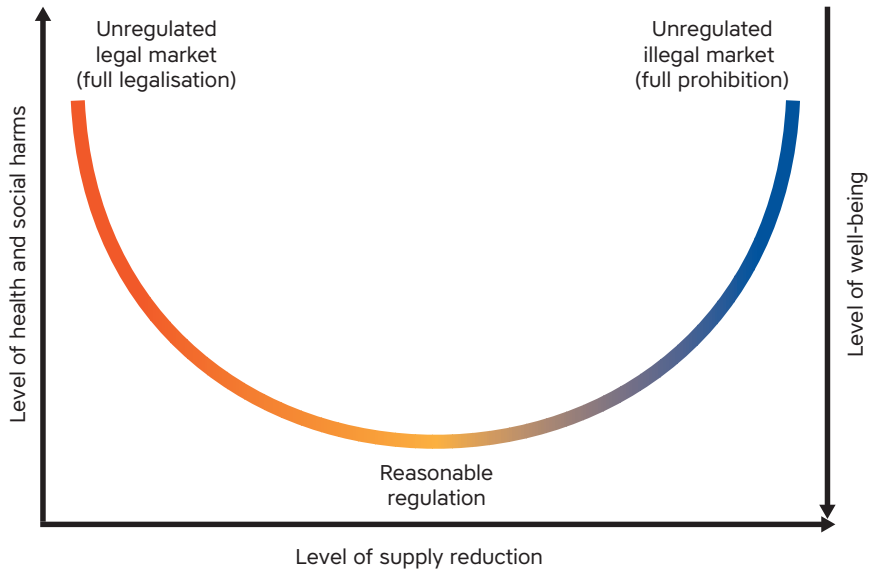 Unregulated
legal market
(full legalisation)
Unregulated
illegal market
(full prohibition)
Level of health and social harms
Level of well-being
Reasonable
regulation
Level of supply reduction